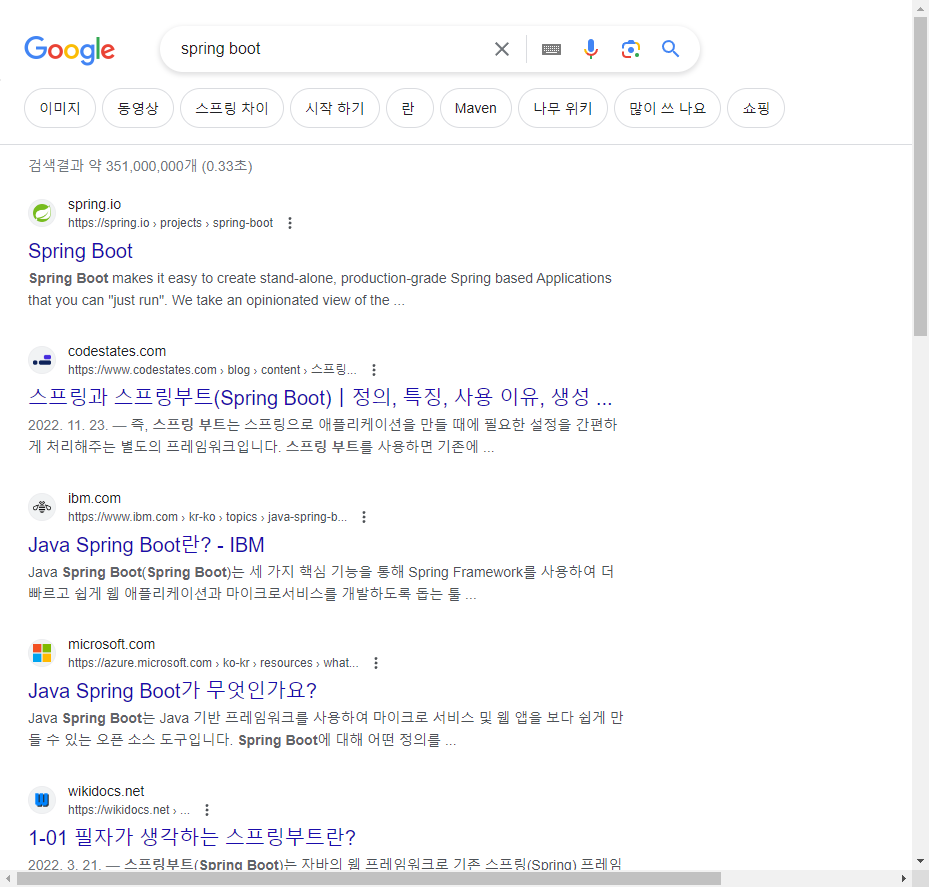 Google
spring boot
이미지 동영상 스프링 차이 시작 하기 란 Maven 나무 위키 많이 쓰 나요 쇼핑
검색결과 약 351,000,000개 (0.33초)
spring.io
https://spring.io › projects › spring-boot
Spring Boot
Spring Boot makes it easy to create stand-alone, production-grade Spring based Applications
that you can "just run". We take an opinionated view of the ...
codestates.com
https://www.codestates.com › blog › content › 스프링...
스프링과 스프링부트(Spring Boot)ㅣ정의, 특징, 사용 이유, 생성 ...
2022. 11. 23. — 즉, 스프링 부트는 스프링으로 애플리케이션을 만들 때에 필요한 설정을 간편하
게 처리해주는 별도의 프레임워크입니다. 스프링 부트를 사용하면 기존에 ...
ibm.com
https://www.ibm.com › kr-ko › topics › java-spring-b...
Java Spring Boot란? - IBM
Java Spring Boot(Spring Boot)는 세 가지 핵심 기능을 통해 Spring Framework를 사용하여 더
빠르고 쉽게 웹 애플리케이션과 마이크로서비스를 개발하도록 돕는 툴 ...
microsoft.com
https://azure.microsoft.com › ko-kr › resources › what...
Java Spring Boot가 무엇인가요?
Java Spring Boot는 Java 기반 프레임워크를 사용하여 마이크로 서비스 및 웹 앱을 보다 쉽게 만
들 수 있는 오픈 소스 도구입니다. Spring Boot에 대해 어떤 정의를 ...
wikidocs.net
https://wikidocs.net › ...
1-01 필자가 생각하는 스프링부트란?
2022. 3. 21. — 스프링부트(Spring Boot)는 자바의 웹 프레임워크로 기존 스프링(Spring) 프레임